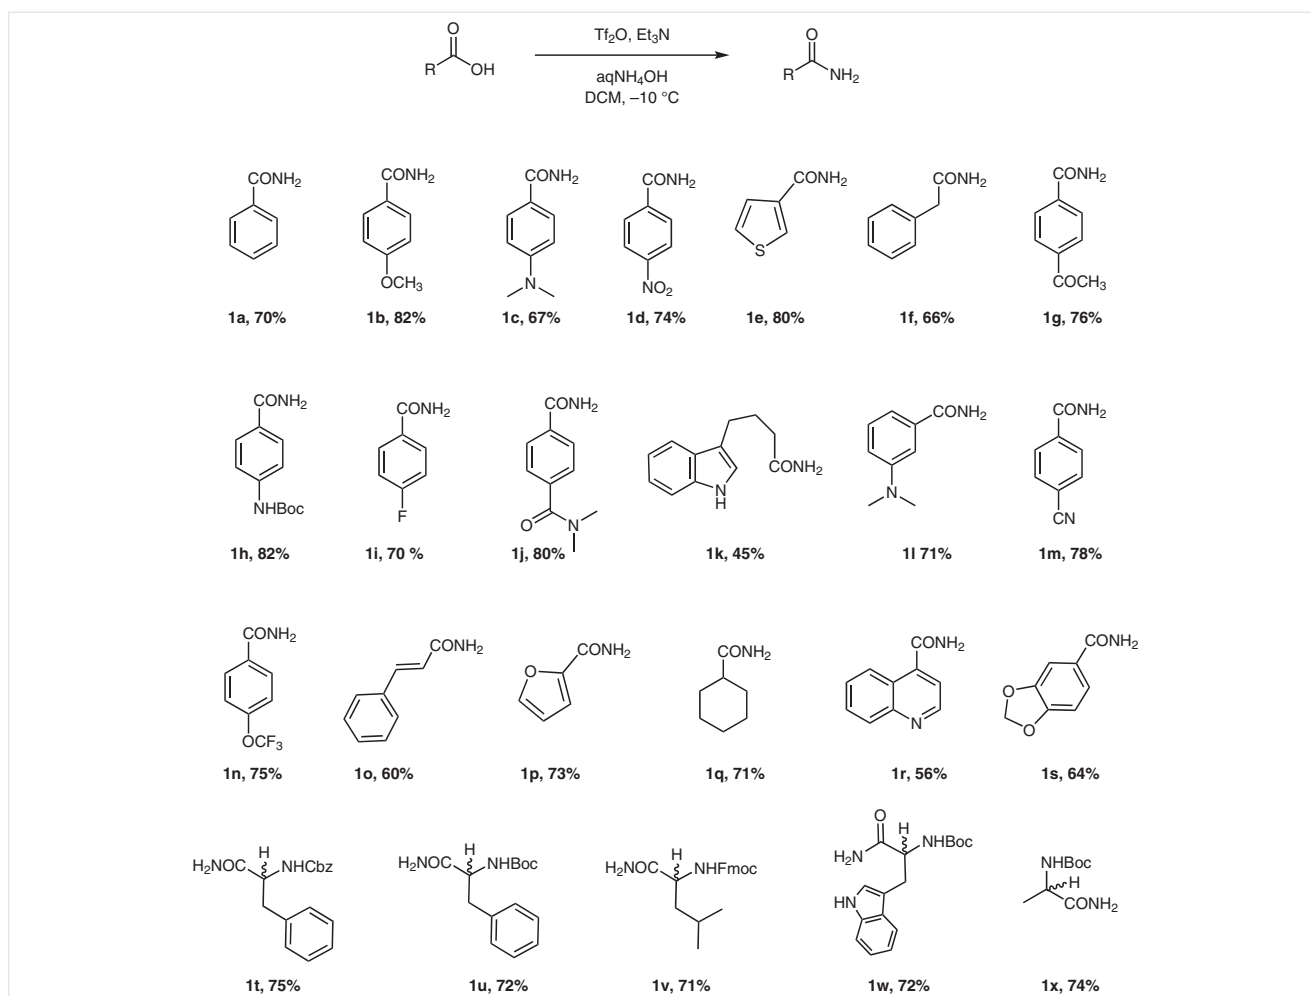 O
R
OH
Tf2O, Et3N
aqNH4OH
DCM, –10 °C
O
R
NH2
CONH2
CONH2
OCH3
CONH2
N
CONH2
NO2
CONH2
S
CONH2
CONH2
COCH3
1a, 70%
1b, 82%
1c, 67%
1d, 74%
1e, 80%
1f, 66%
1g, 76%
CONH2
NHBoc
CONH2
F
CONH2
O
N
CONH2
N
H
CONH2
N
CONH2
CN
1h, 82%
1i, 70 %
1j, 80%
1k, 45%
1l 71%
1m, 78%
CONH2
OCF3
CONH2
O
CONH2
CONH2
CONH2
N
CONH2
O
O
1n, 75%
1o, 60%
1p, 73%
1q, 71%
1r, 56%
1s, 64%
H2NOC
H
NHCbz
H2NOC
H
NHBoc
H2NOC
H
NHFmoc
O
H
NHBoc
H2N
HN
NHBoc
H
CONH2
1t, 75%
1u, 72%
1v, 71%
1w, 72%
1x, 74%